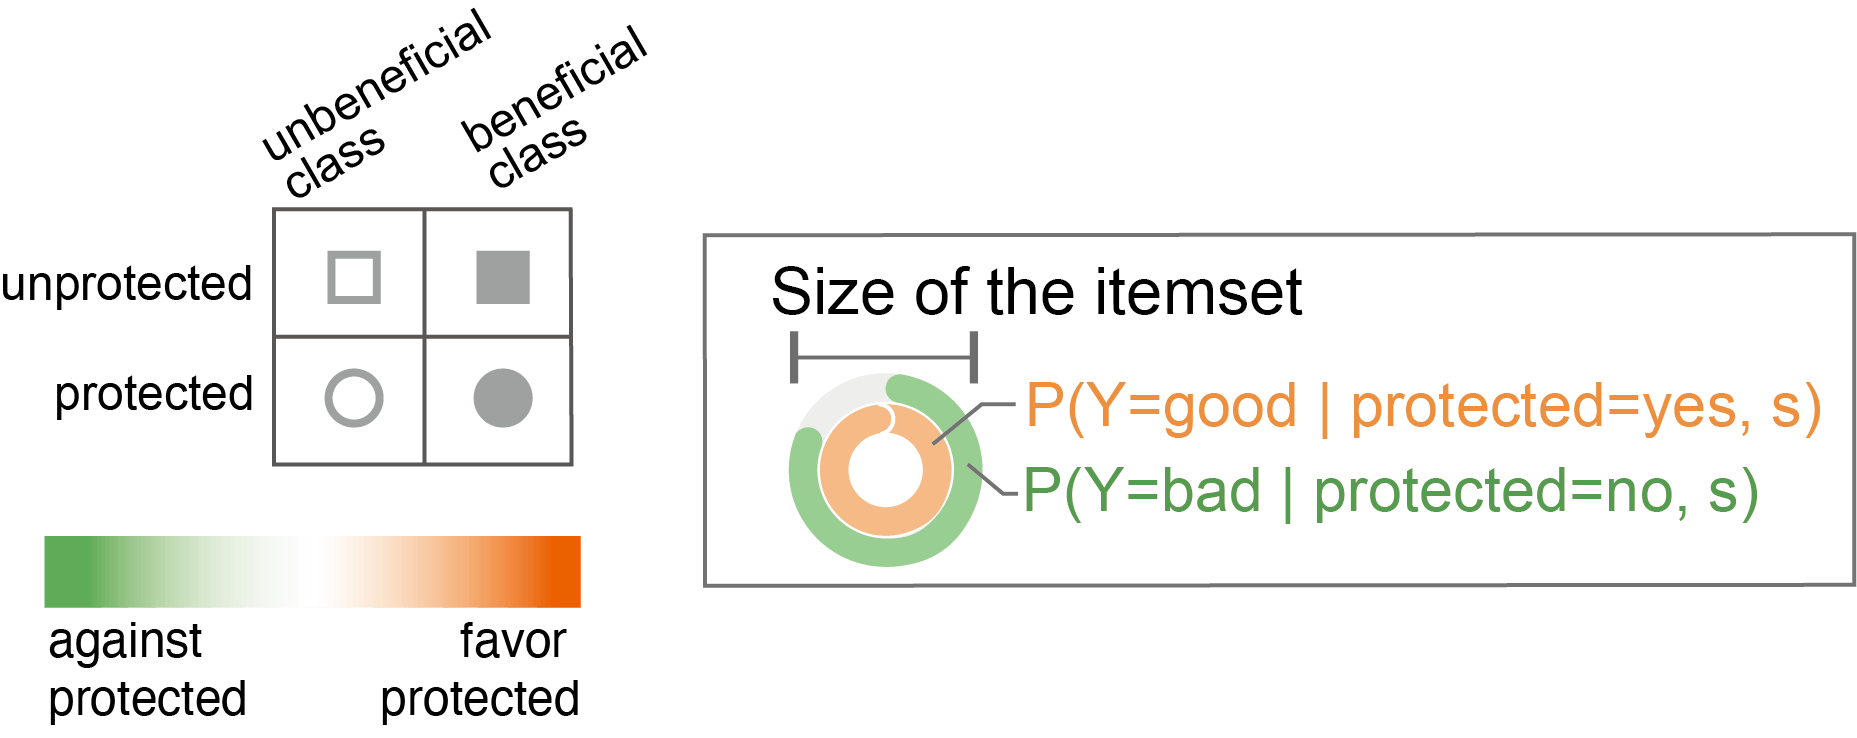 unbeneficial
class
beneficial
class
unprotected
protected
against
protected
favor
protected
Size of the itemset
P(Y=good | protected=yes, s)
P(Y=bad | protected=no, s)